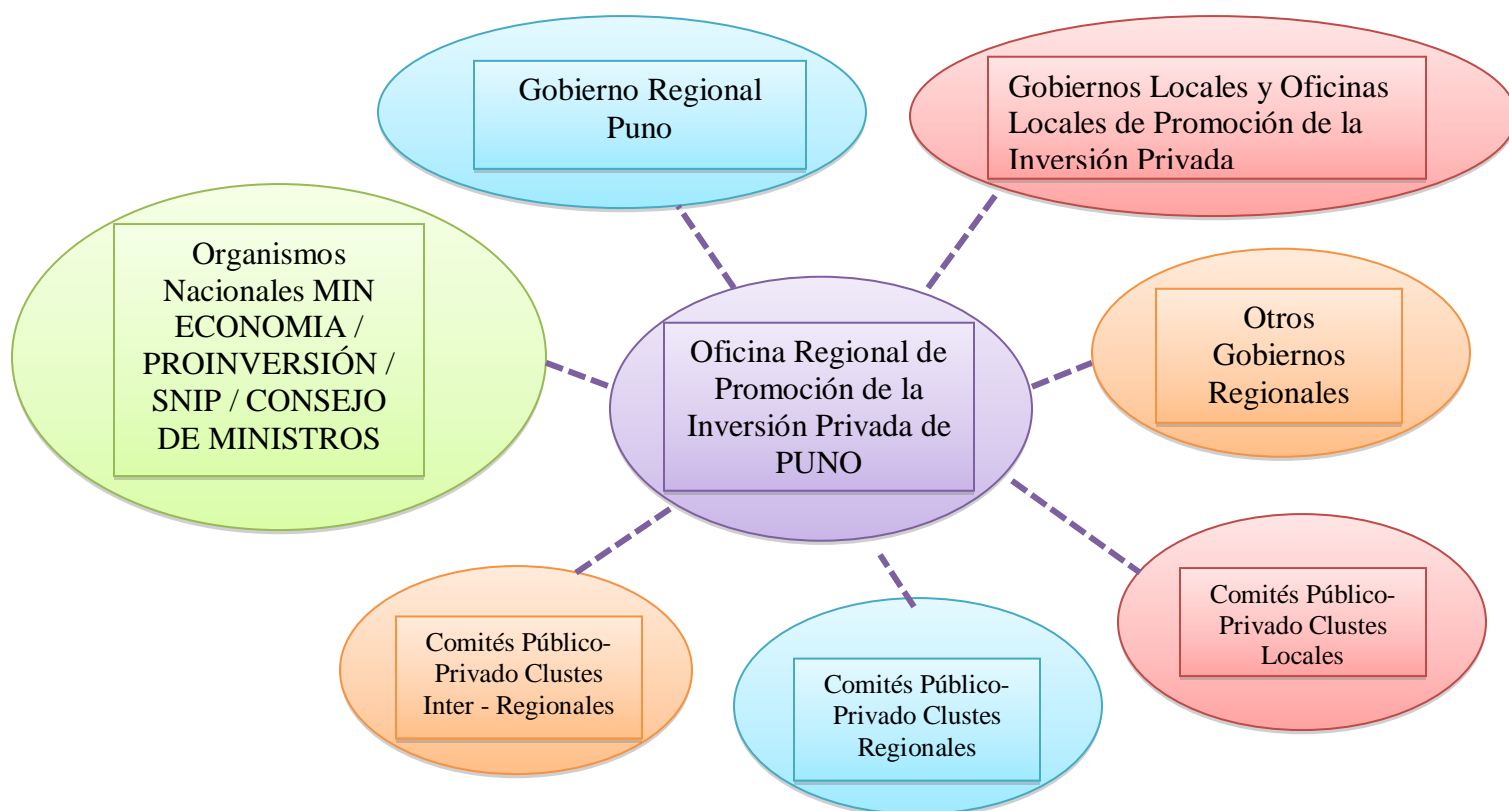 Gobierno Regional
Puno
Gobiernos Locales y Oficinas
Locales de Promoción de la
Inversión Privada
Organismos
Nacionales MIN
ECONOMIA /
PROINVERSIÓN /
SNIP / CONSEJO
DE MINISTROS
Oficina Regional de
Promoción de la
Inversión Privada de
PUNO
Otros
Gobiernos
Regionales
Comités Público-
Privado Clustes
Inter - Regionales
Comités Público-
Privado Clustes
Regionales
Comités Público-
Privado Clustes
Locales